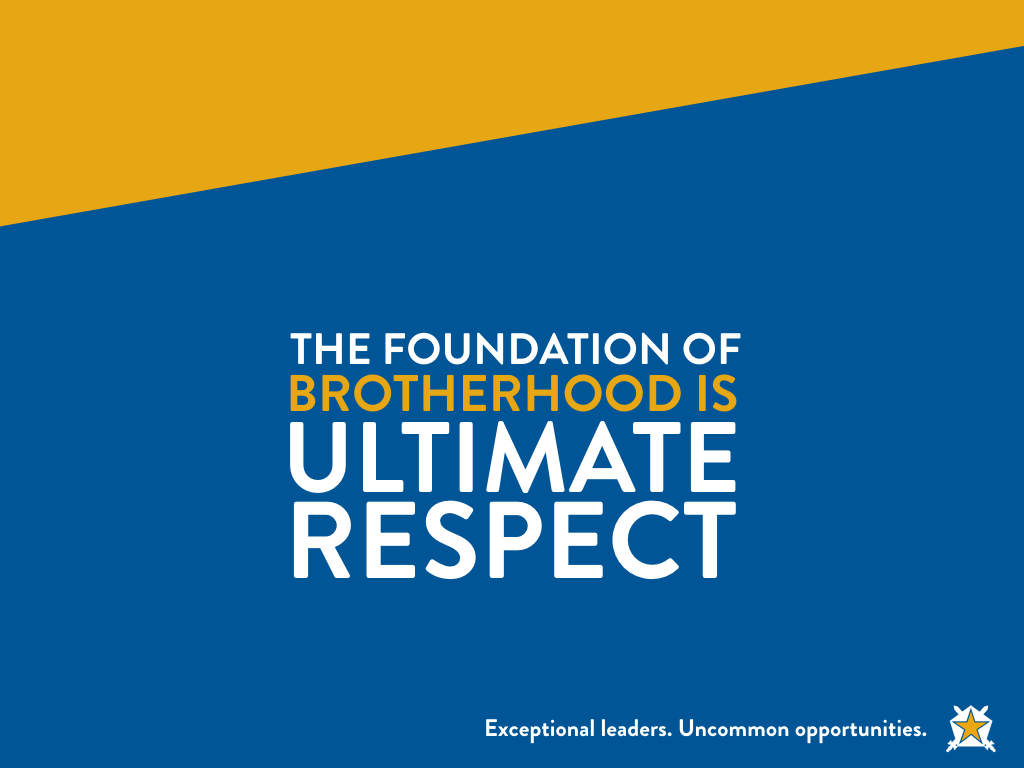 THE FOUNDATION OF
BROTHERHOOD IS
ULTIMATE
RESPECT
Exceptional leaders. Uncommon opportunities.